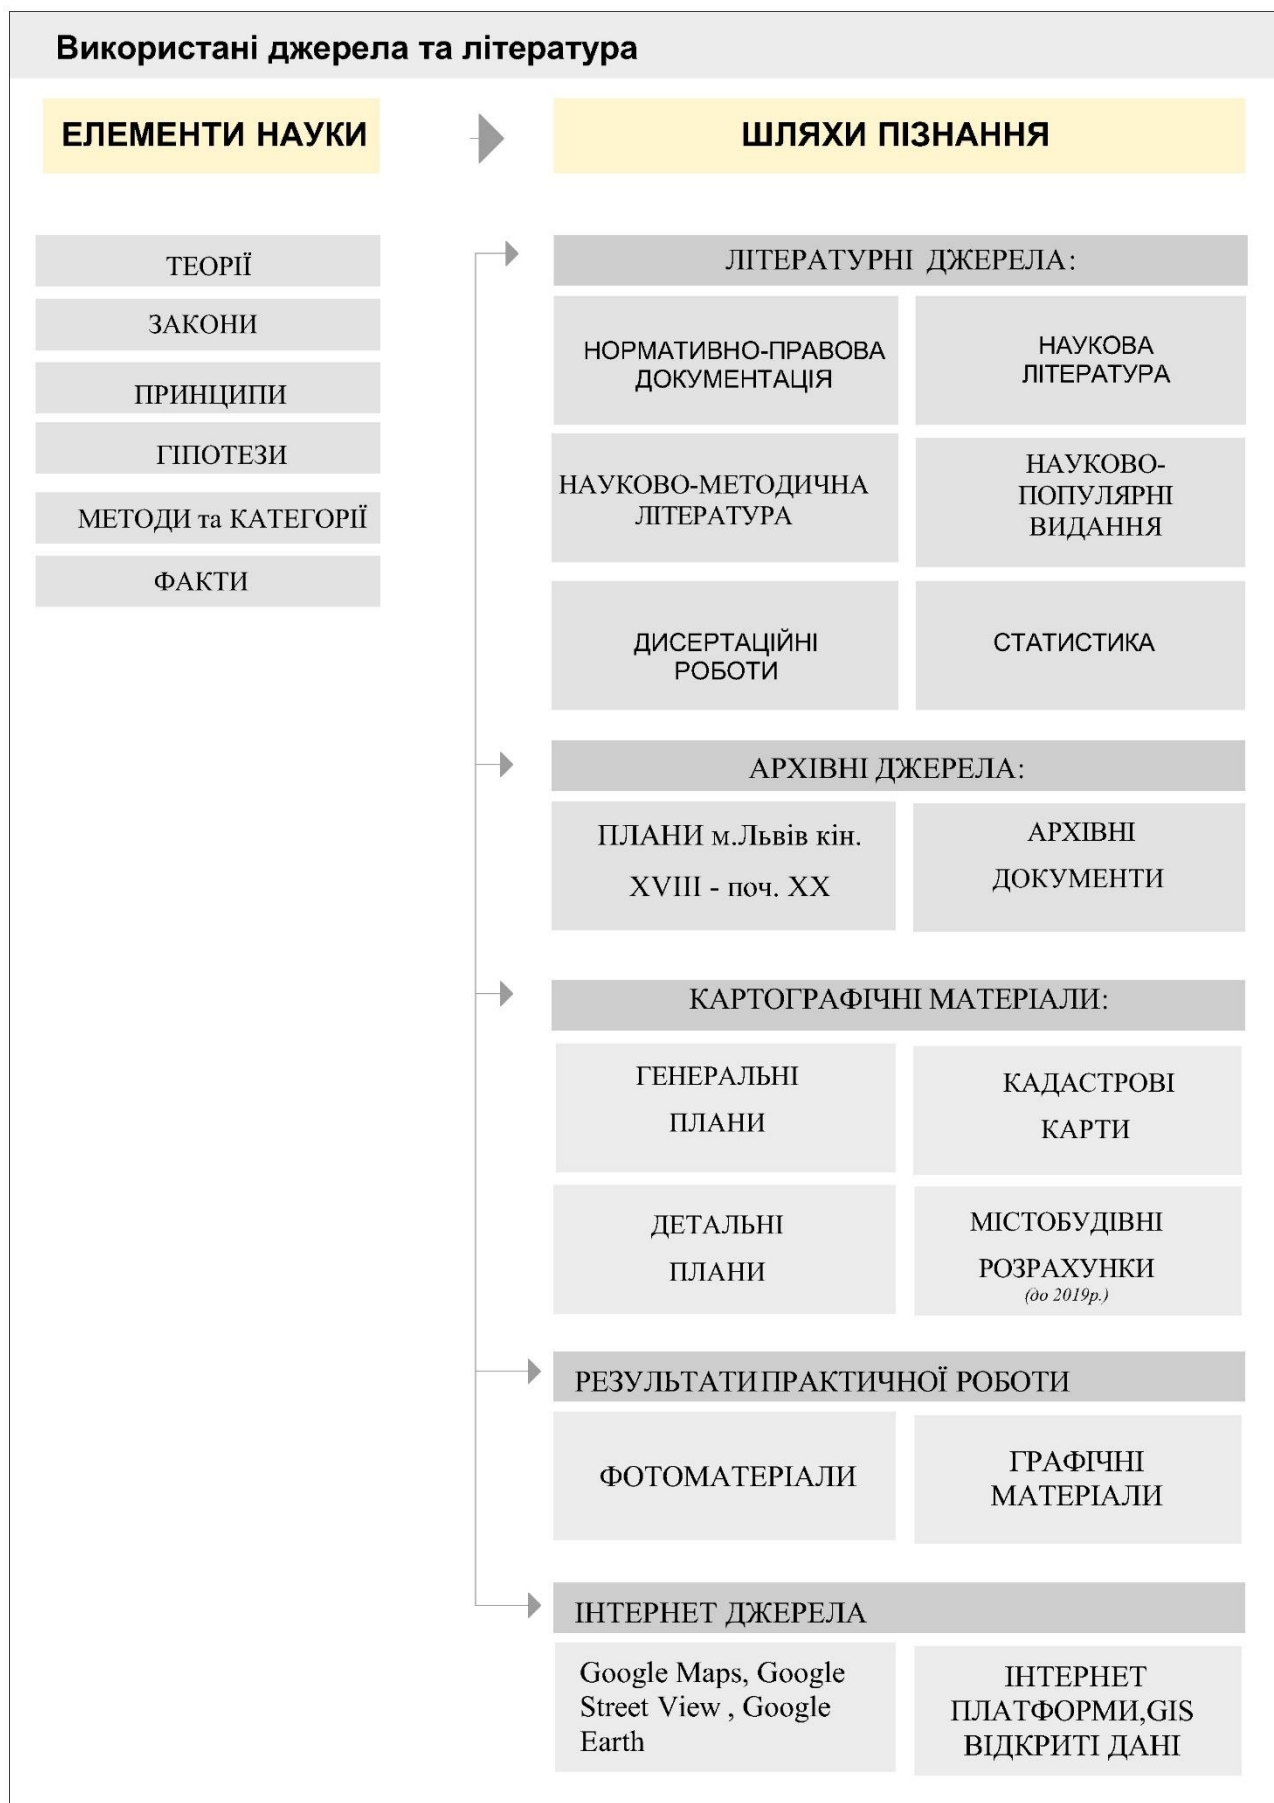 Використані джерела та література
ЕЛЕМЕНТИ НАУКИ
ШЛЯХИ ПІЗНАННЯ
ТЕОРІЇ
ЗАКОНИ
ПРИНЦИПИ
ГІПОТЕЗИ
МЕТОДИ та КАТЕГОРІЇ
ФАКТИ
ЛІТЕРАТУРНІ ДЖЕРЕЛА:
НОРМАТИВНО-ПРАВОВА
ДОКУМЕНТАЦІЯ
НАУКОВА
ЛІТЕРАТУРА
НАУКОВО-МЕТОДИЧНА
ЛІТЕРАТУРА
НАУКОВО-
ПОПУЛЯРНІ
ВИДАННЯ
ДИСЕРТАЦІЙНІ
РОБОТИ
СТАТИСТИКА
АРХІВНІ ДЖЕРЕЛА:
ПЛАНИ м.Львів кін.
XVIII - поч. XX
АРХІВНІ
ДОКУМЕНТИ
КАРТОГРАФІЧНІ МАТЕРІАЛИ:
ГЕНЕРАЛЬНІ
ПЛАНИ
КАДАСТРОВІ
КАРТИ
ДЕТАЛЬНІ
ПЛАНИ
МІСТОБУДІВНІ
РОЗРАХУНКИ
(до 2019р.)
РЕЗУЛЬТАТИ ПРАКТИЧНОЇ РОБОТИ
ФОТОМАТЕРІАЛИ
ГРАФІЧНІ
МАТЕРІАЛИ
ІНТЕРНЕТ ДЖЕРЕЛА
Google Maps, Google
Street View , Google
Earth
ІНТЕРНЕТ
ПЛАТФОРМИ,GIS
ВІДКРИТІ ДАНІ